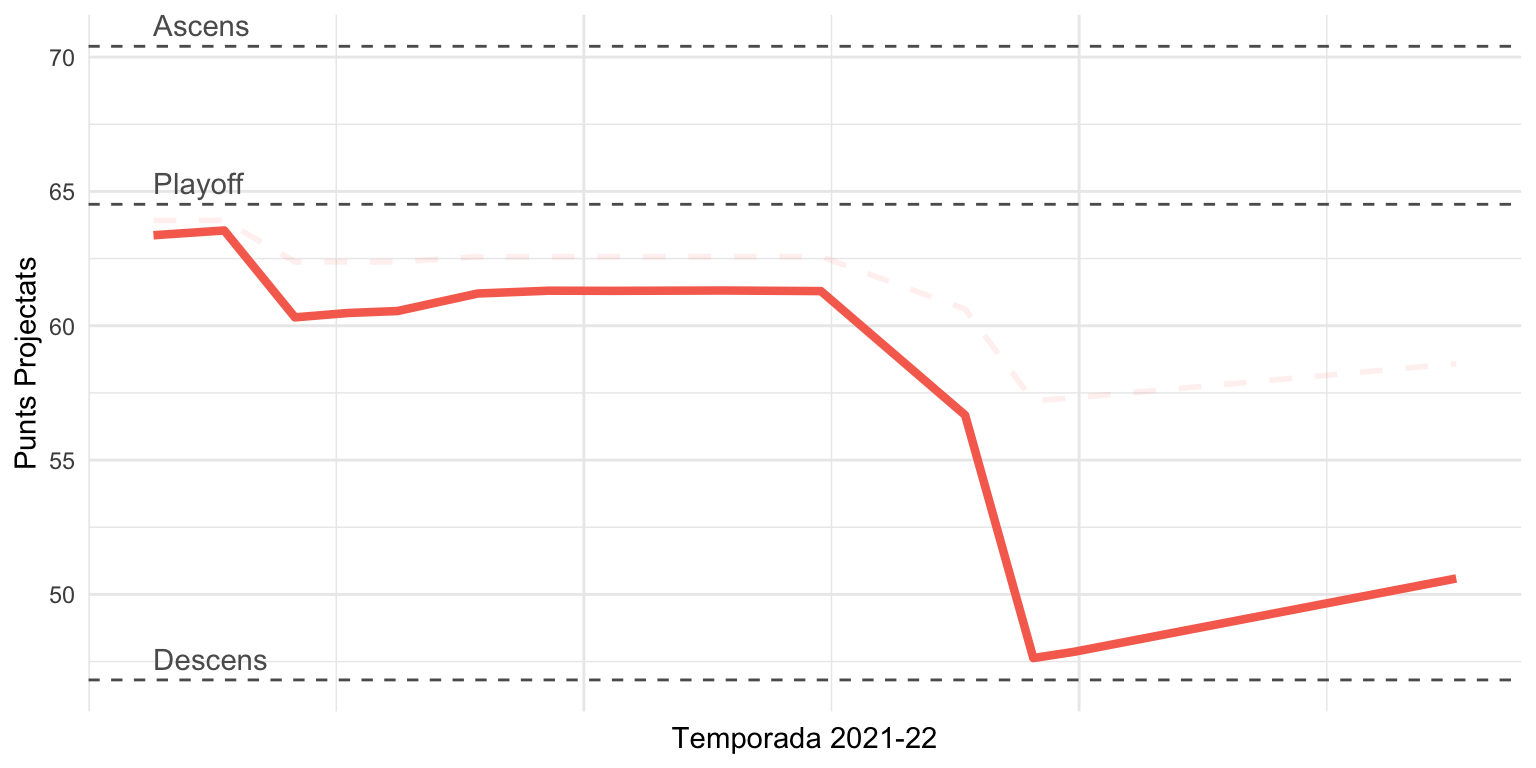 Ascens
70
Playoff
65
60
55
50
Descens
Punts Projectats
Temporada 2021-22